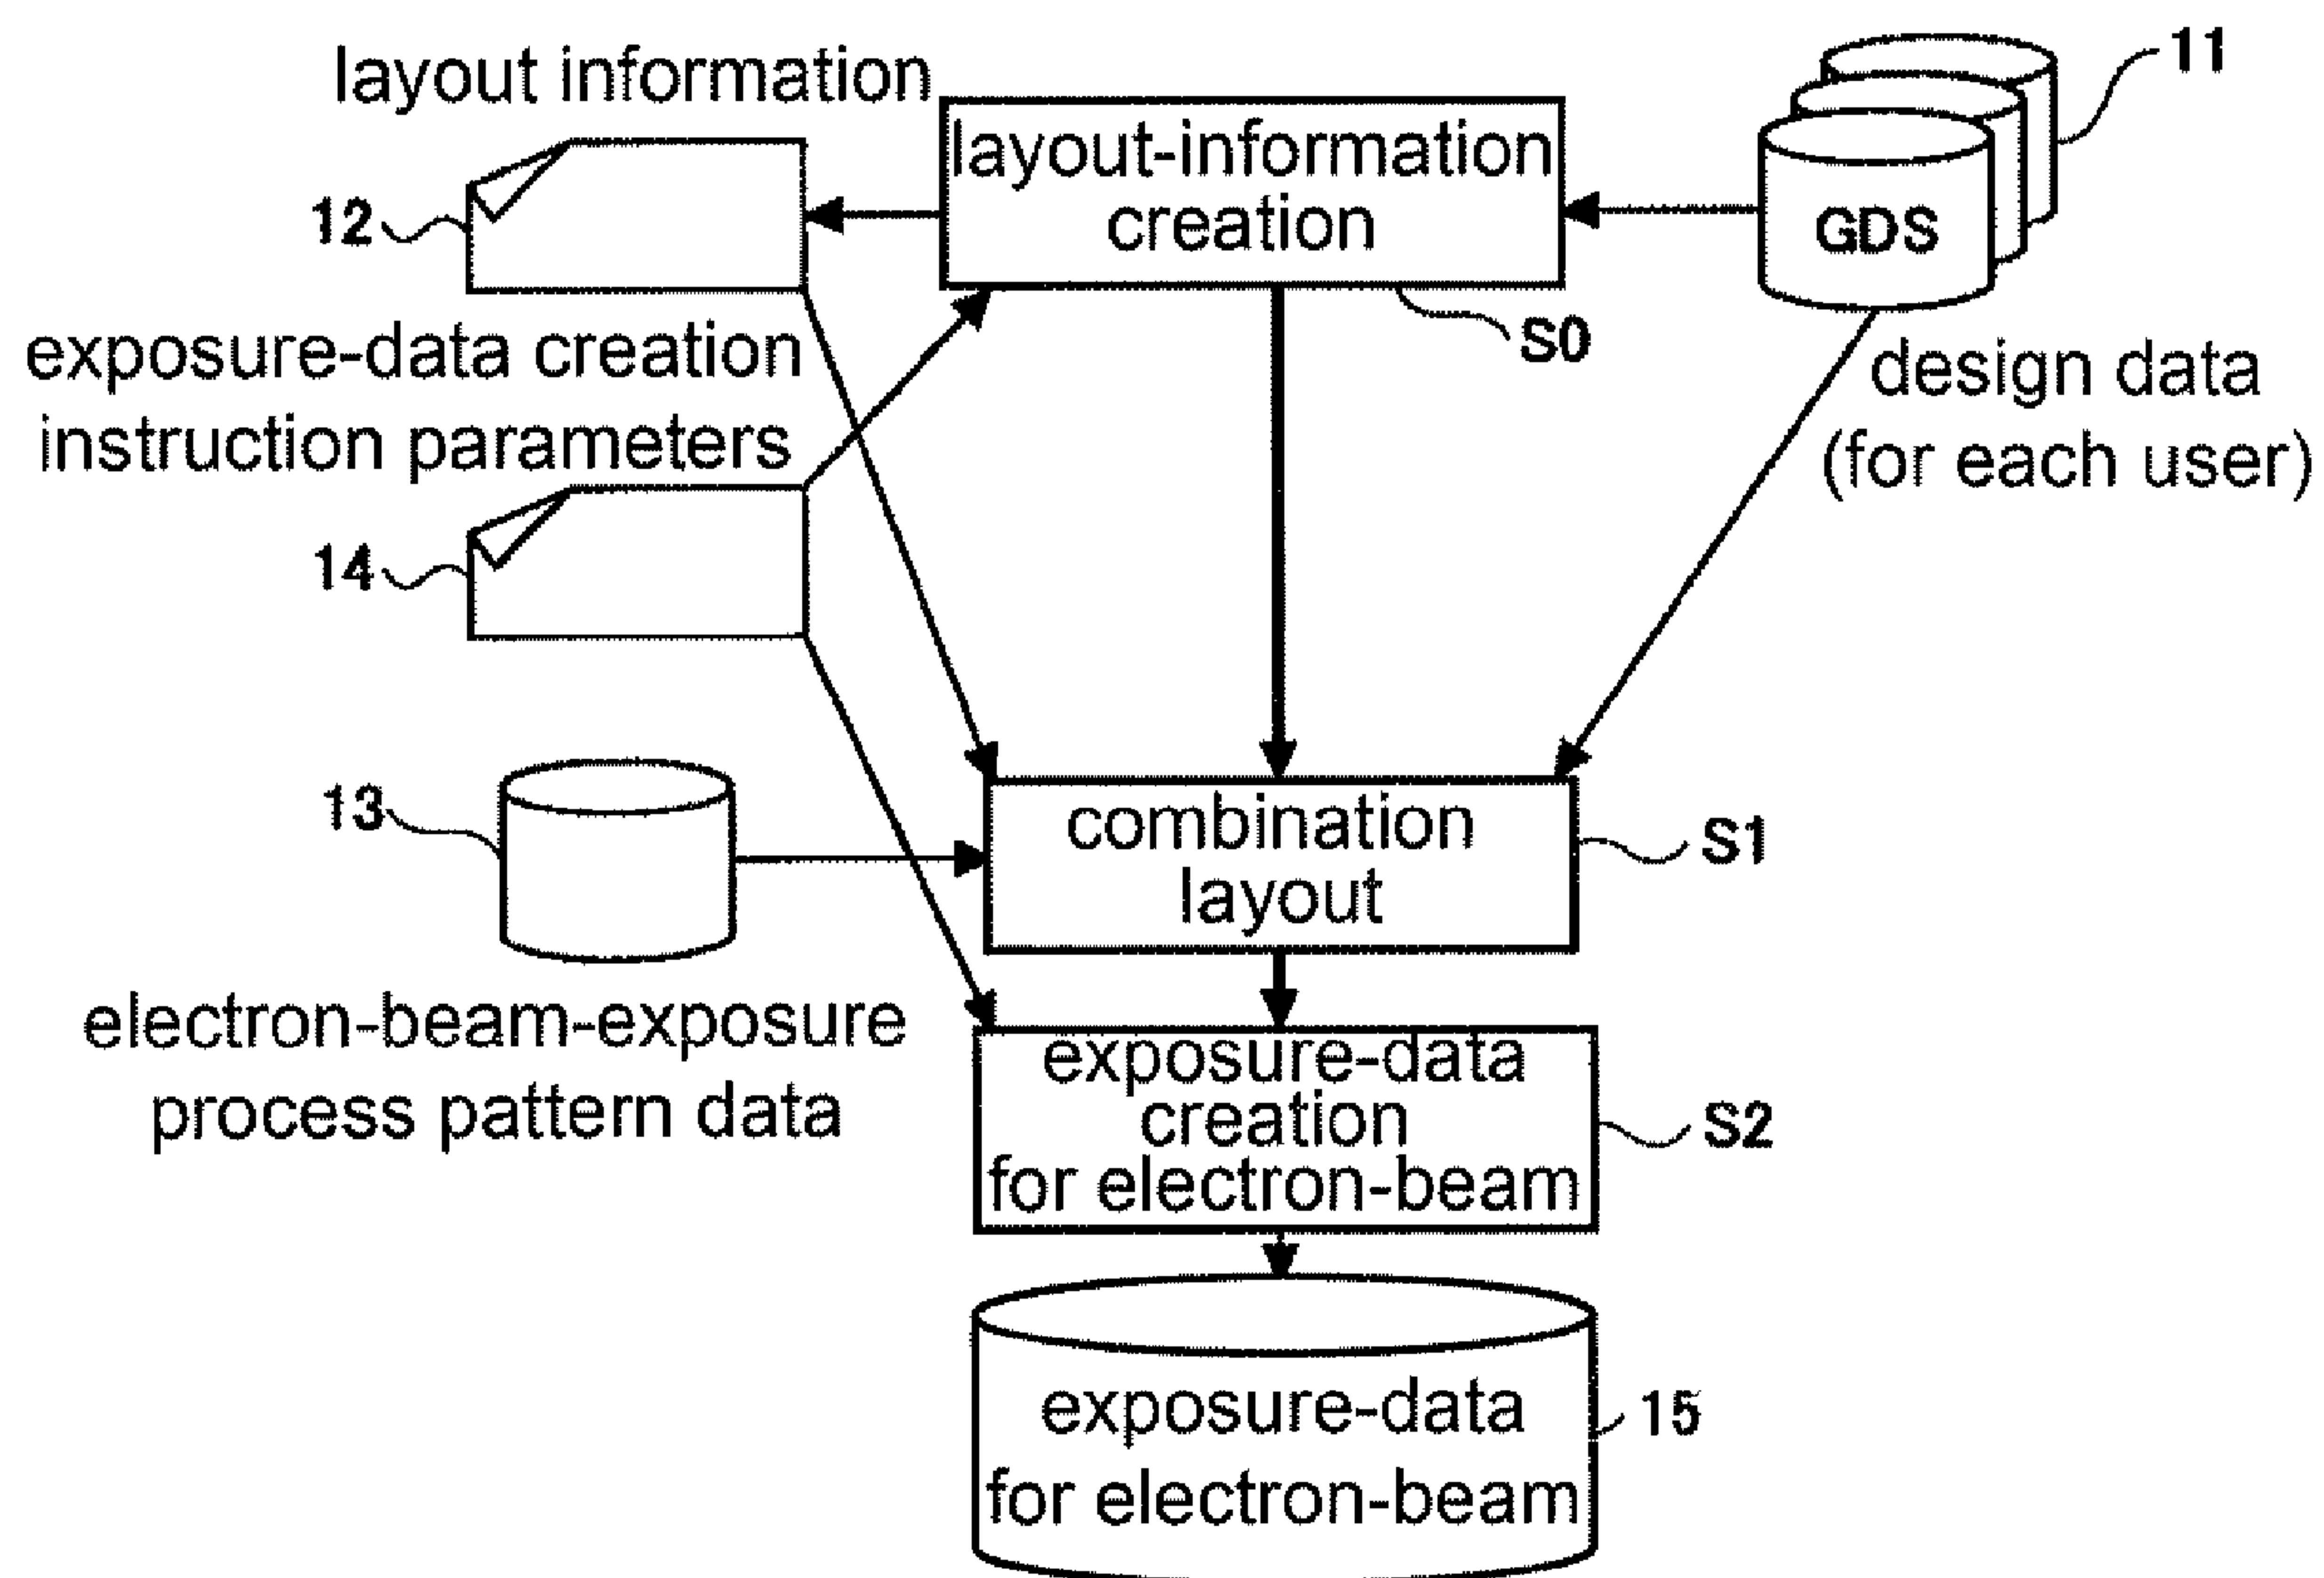 layout information
11
layout-information
creation
12
GDS
S0
exposure-data creation
instruction parameters
design data
(for each user)
14
13
combination
layout
S1
electron-beam-exposure
process pattern data
exposure-data
creation
for electron-beam
S2
exposure-data
for electron-beam
15